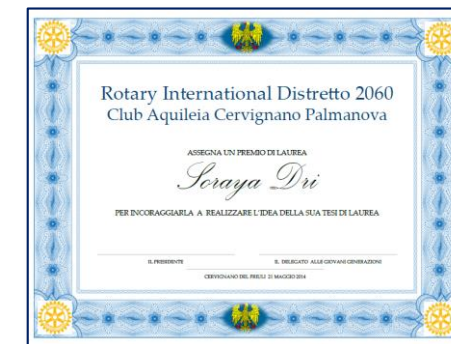 Rotary International Distretto 2060
Club Aquileia Cervignano Palmanova
ASSEGNA UN PREMIO DI LAUREA
Soraya Dri
PER INCORAGGIARLA A REALIZZARE L'IDEA DELLA SUA TESI DI LAUREA
IL PRESIDENTE IL DELEGATO ALLE GIOVANI GENERAZIONI
CERVIGNANO DEL FRIULI 21 MAGGIO 2014